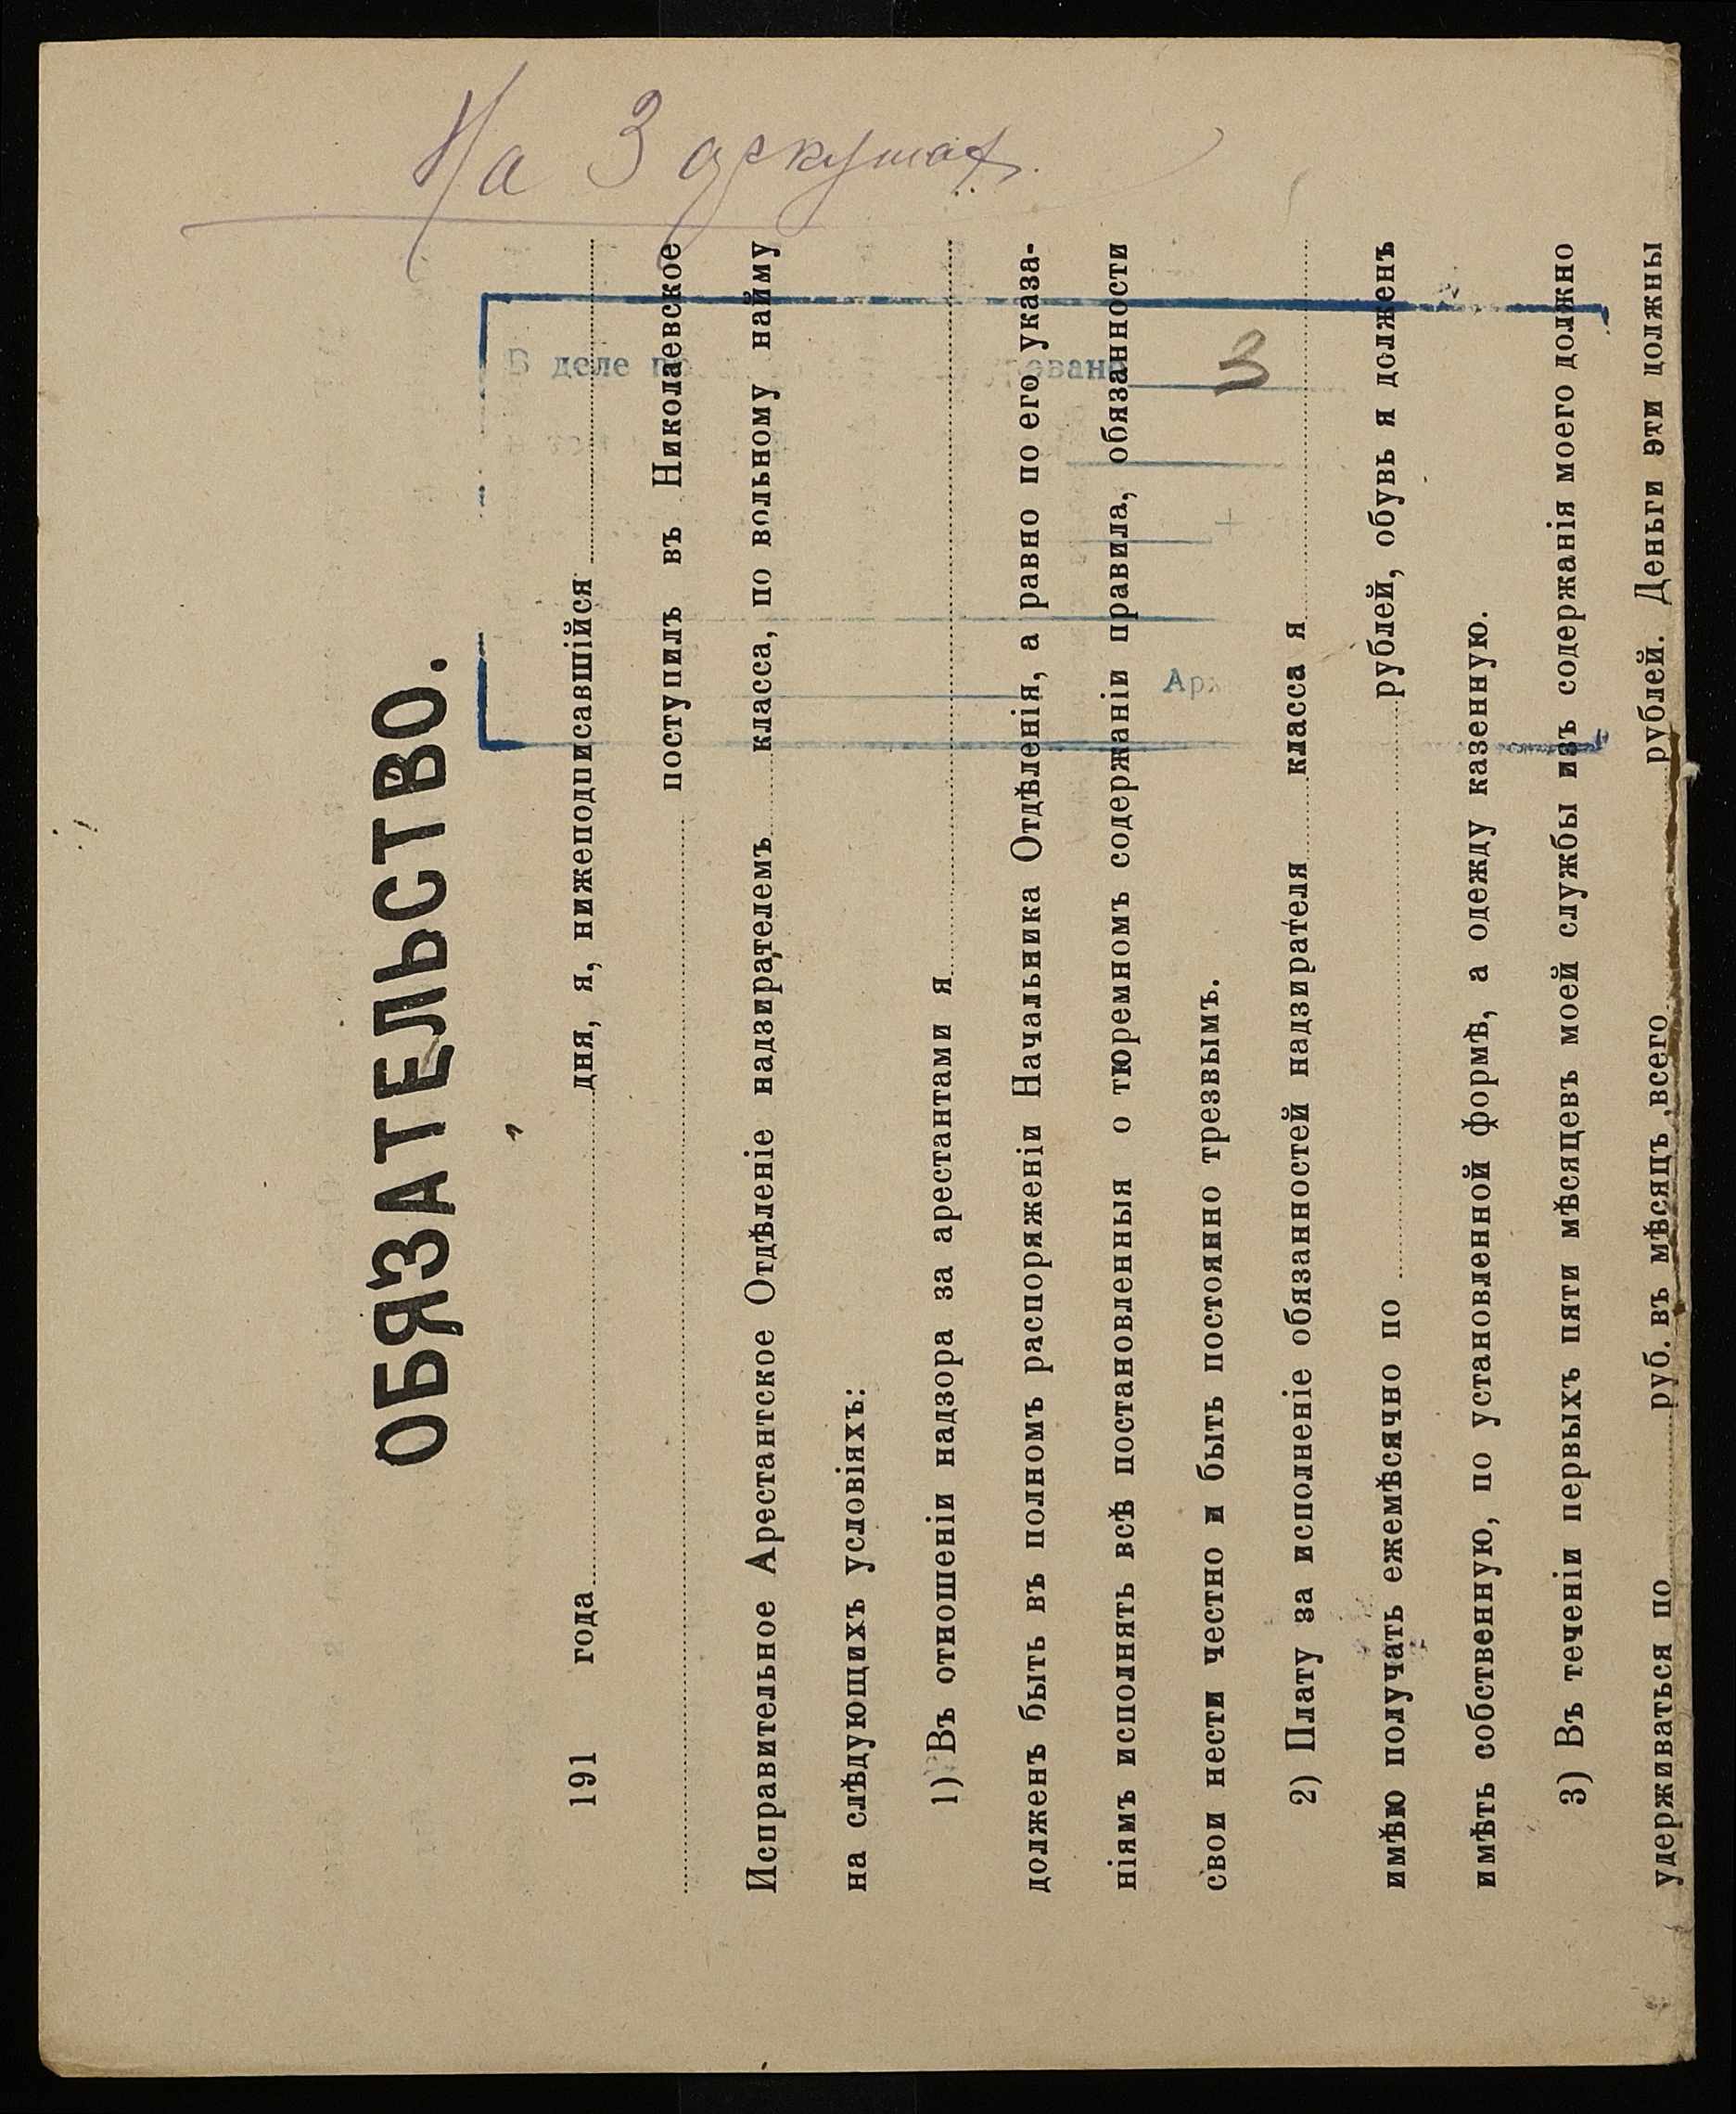 На 3 аркушах.
В деле
3
ОБЯЗАТЕЛЬСТВО.
191 года дня, я, нижеподписавшійся
поступилъ въ Николаевское
Исправительное Арестантское Отдѣленіе надзирателемъ класса, по вольному найму
на слѣдующихъ условіяхъ:
1) Въ отношеніи надзора за арестантами я
долженъ быть въ полномъ распоряженіи Начальника Отдѣленія, а равно по его указа-
ніямъ исполнять всѣ постановленныя о тюремномъ содержаніи правила, обязанности
свои нести честно и быть постоянно трезвымъ.
2) Плату за исполненіе обязанностей надзирателя класса я
имѣю получать ежемѣсячно по рублей, обувь я долженъ
имѣть собственную, по установленной формѣ, а одежду казенную.
3) Въ теченіи первыхъ пяти мѣсяцевъ моей службы изъ содержанія моего должно
удерживаться по руб. въ мѣсяцъ, всего рублей. Деньги эти должны